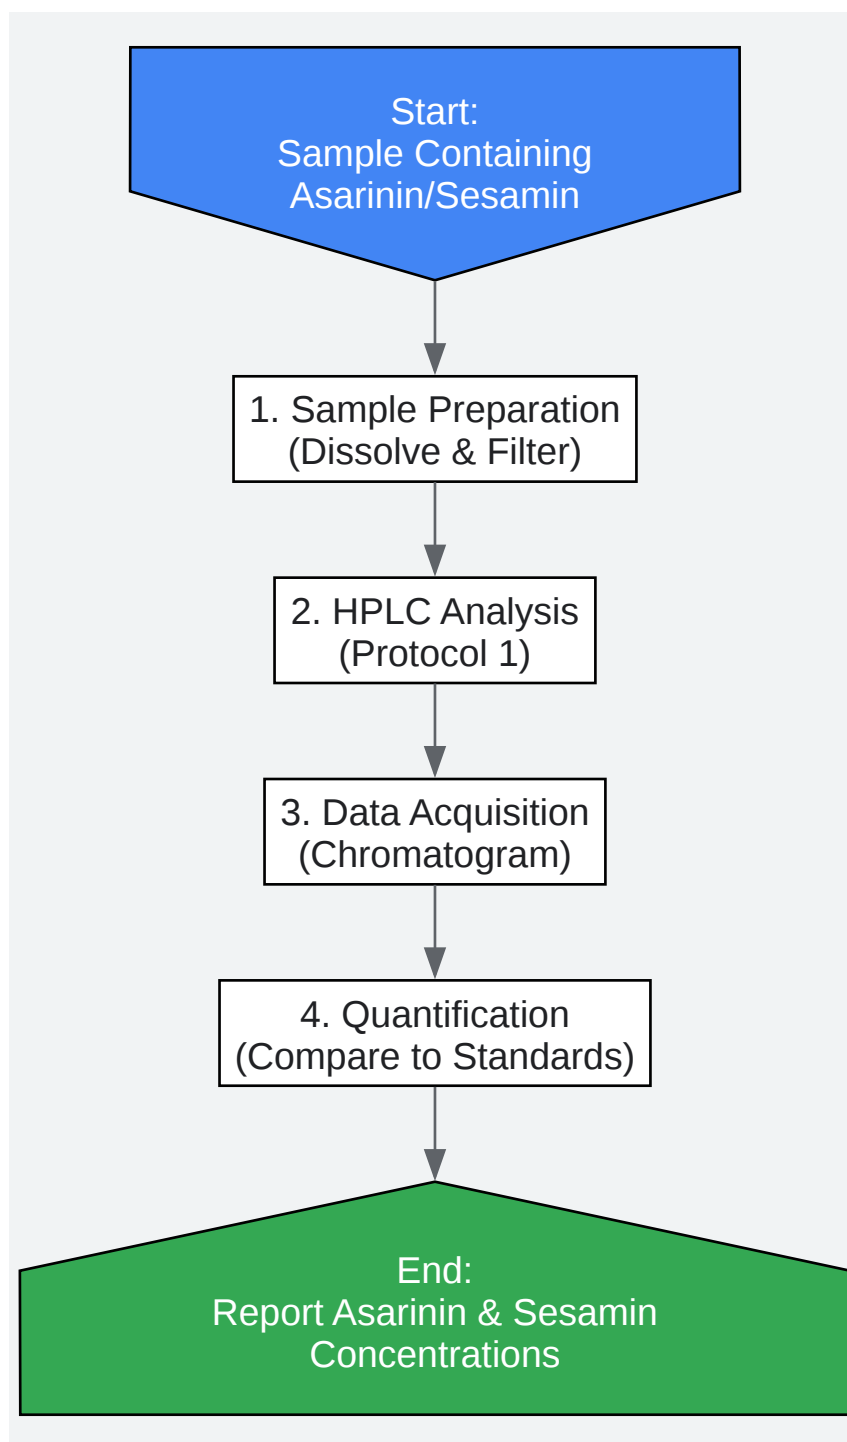 Start:
Sample Containing
Asarinin/Sesamin
1. Sample Preparation
(Dissolve & Filter)
2. HPLC Analysis
(Protocol 1)
3. Data Acquisition
(Chromatogram)
4. Quantification
(Compare to Standards)
End:
Report Asarinin & Sesamin
Concentrations